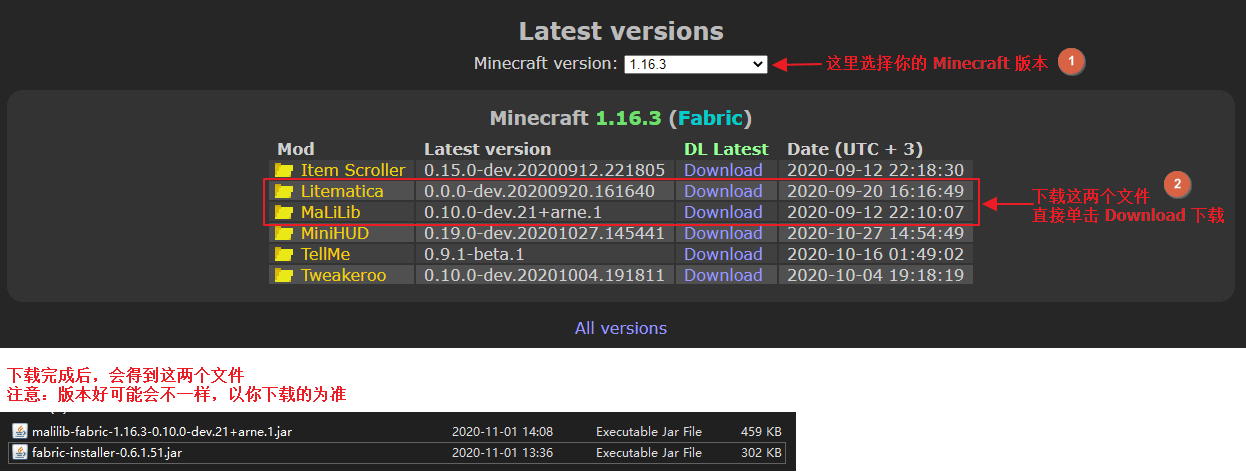 Latest versions
Minecraft version: 1.16.3
这里选择你的 Minecraft 版本 1
Minecraft 1.16.3 (Fabric)
Mod Latest version DL Latest Date (UTC + 3)
Item Scroller 0.15.0-dev.20200912.221805 Download 2020-09-12 22:18:30
Litematica 0.0.0-dev.20200920.161640 Download 2020-09-20 16:16:49
MaLiLib 0.10.0-dev.21+arne.1 Download 2020-09-12 22:10:07
MiniHUD 0.19.0-dev.20201027.145441 Download 2020-10-27 14:54:49
TellMe 0.9.1-beta.1 Download 2020-10-16 01:49:02
Tweakeroo 0.10.0-dev.20201004.191811 Download 2020-10-04 19:18:19
下载这两个文件 2
直接单击 Download 下载
All versions
下载完成后，会得到这两个文件
注意：版本好可能会不一样，以你下载的为准
malilib-fabric-1.16.3-0.10.0-dev.21+arne.1.jar 2020-11-01 14:08 Executable Jar File 459 KB
fabric-installer-0.6.1.51.jar 2020-11-01 13:36 Executable Jar File 302 KB